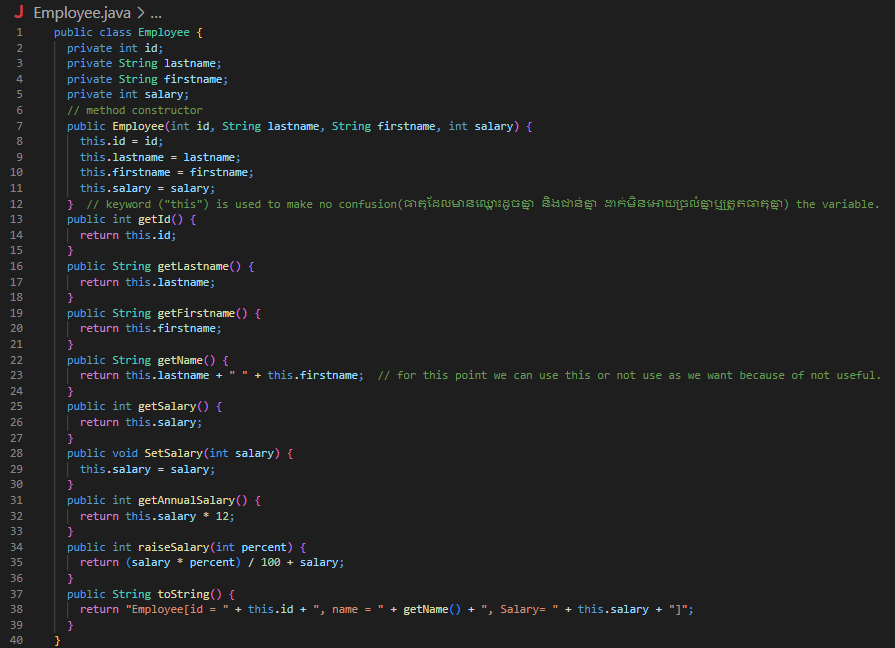 J Employee.java > ...
1 public class Employee {
2 private int id;
3 private String lastname;
4 private String firstname;
5 private int salary;
6 // method constructor
7 public Employee(int id, String lastname, String firstname, int salary) {
8 this.id = id;
9 this.lastname = lastname;
10 this.firstname = firstname;
11 this.salary = salary;
12 } // keyword ("this") is used to make no confusion(ធាតុដែលមានឈ្មោះដូចគ្នា និងជាន់គ្នា ដាក់មិនអោយច្រលំគ្នាឬត្រួតធាតុគ្នា) the variable.
13 public int getId() {
14 return this.id;
15 }
16 public String getLastname() {
17 return this.lastname;
18 }
19 public String getFirstname() {
20 return this.firstname;
21 }
22 public String getName() {
23 return this.lastname + " " + this.firstname; // for this point we can use this or not use as we want because of not useful.
24 }
25 public int getSalary() {
26 return this.salary;
27 }
28 public void SetSalary(int salary) {
29 this.salary = salary;
30 }
31 public int getAnnualSalary() {
32 return this.salary * 12;
33 }
34 public int raiseSalary(int percent) {
35 return (salary * percent) / 100 + salary;
36 }
37 public String toString() {
38 return "Employee[id = " + this.id + ", name = " + getName() + ", Salary= " + this.salary + "]";
39 }
40 }